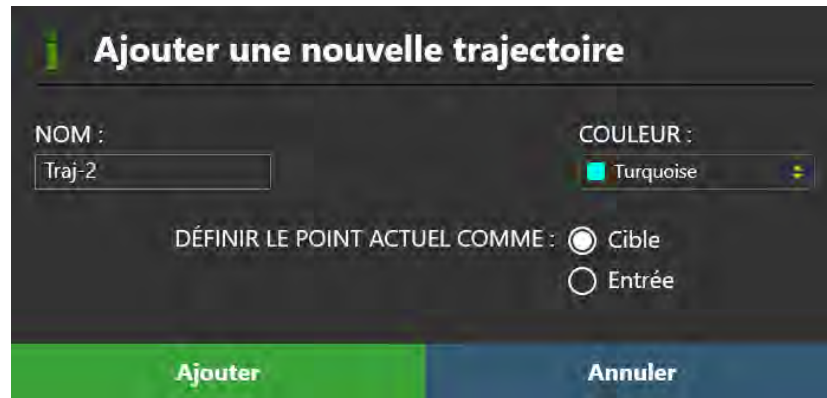 Ajouter une nouvelle trajectoire
NOM : COULEUR :
Traj-2 Turquoise
DÉFINIR LE POINT ACTUEL COMME : Cible
Entrée
Ajouter Annuler